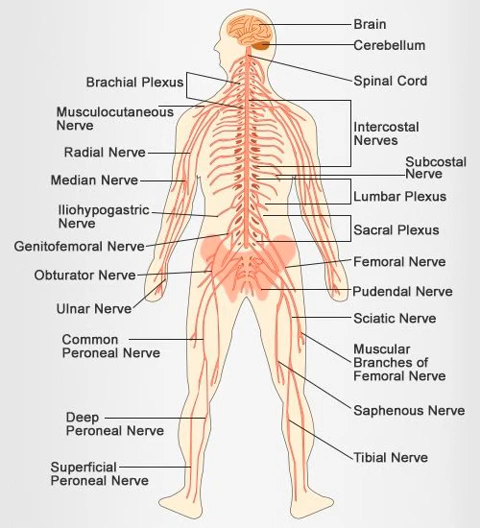 Brain
Cerebellum
Spinal Cord
Brachial Plexus
Musculocutaneous
Nerve
Intercostal
Nerves
Radial Nerve
Subcostal
Nerve
Median Nerve
Lumbar Plexus
Iliohypogastric
Nerve
Sacral Plexus
Genitofemoral Nerve
Femoral Nerve
Obturator Nerve
Pudendal Nerve
Ulnar Nerve
Sciatic Nerve
Common
Peroneal Nerve
Muscular
Branches of
Femoral Nerve
Saphenous Nerve
Deep
Peroneal Nerve
Tibial Nerve
Superficial
Peroneal Nerve